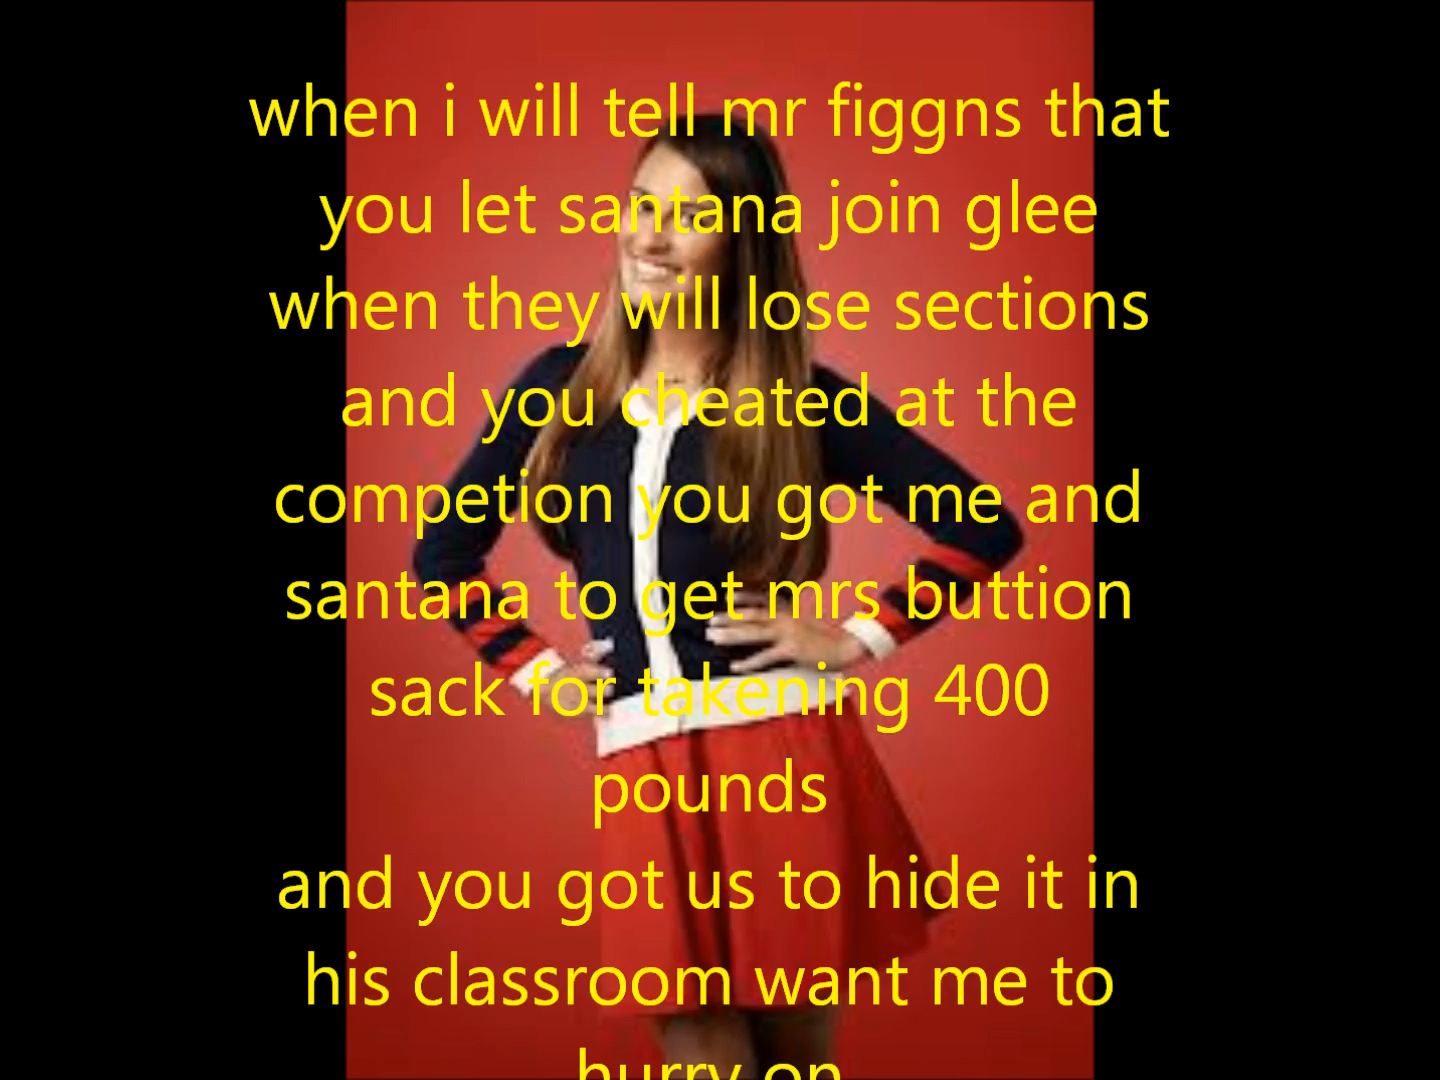 when i will tell mr figgns that
you let santana join glee
when they will lose sections
and you cheated at the
competion you got me and
santana to get mrs buttion
sack for takening 400
pounds
and you got us to hide it in
his classroom want me to
hurry on